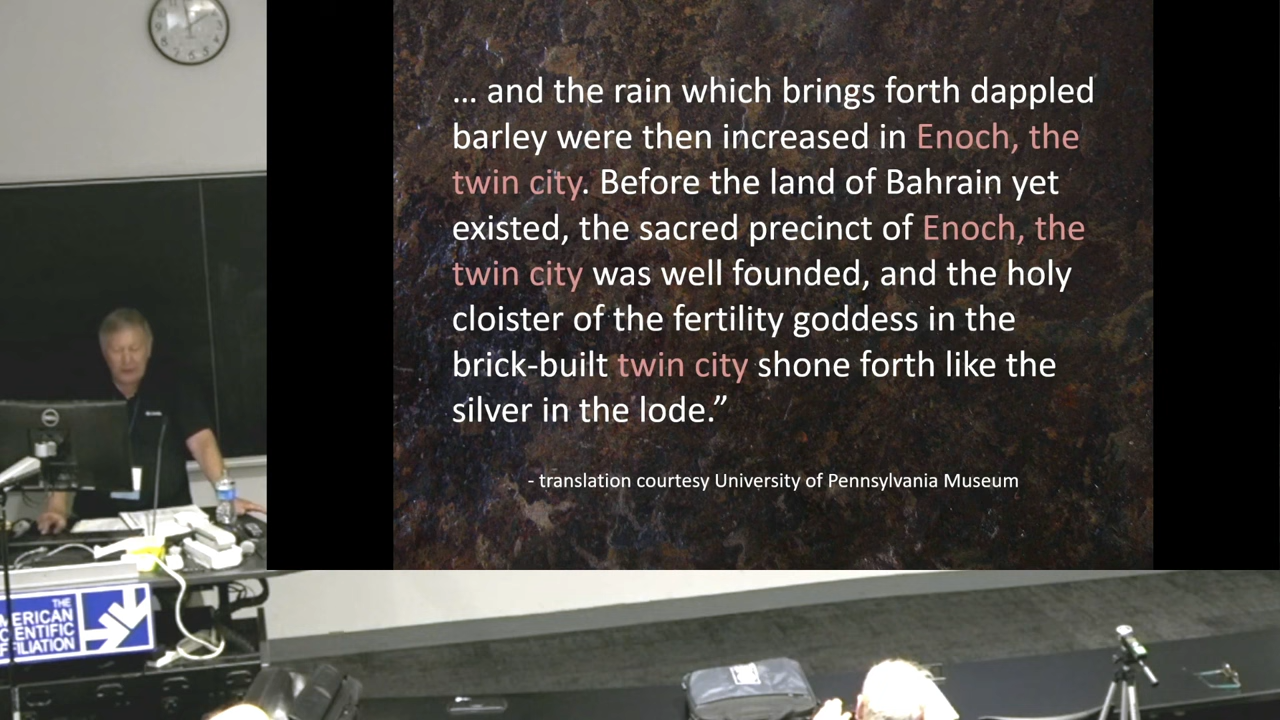 … and the rain which brings forth dappled
barley were then increased in Enoch, the
twin city. Before the land of Bahrain yet
existed, the sacred precinct of Enoch, the
twin city was well founded, and the holy
cloister of the fertility goddess in the
brick-built twin city shone forth like the
silver in the lode.”
- translation courtesy University of Pennsylvania Museum
DELL
THE
MERICAN
CIENTIFIC
FFILIATION